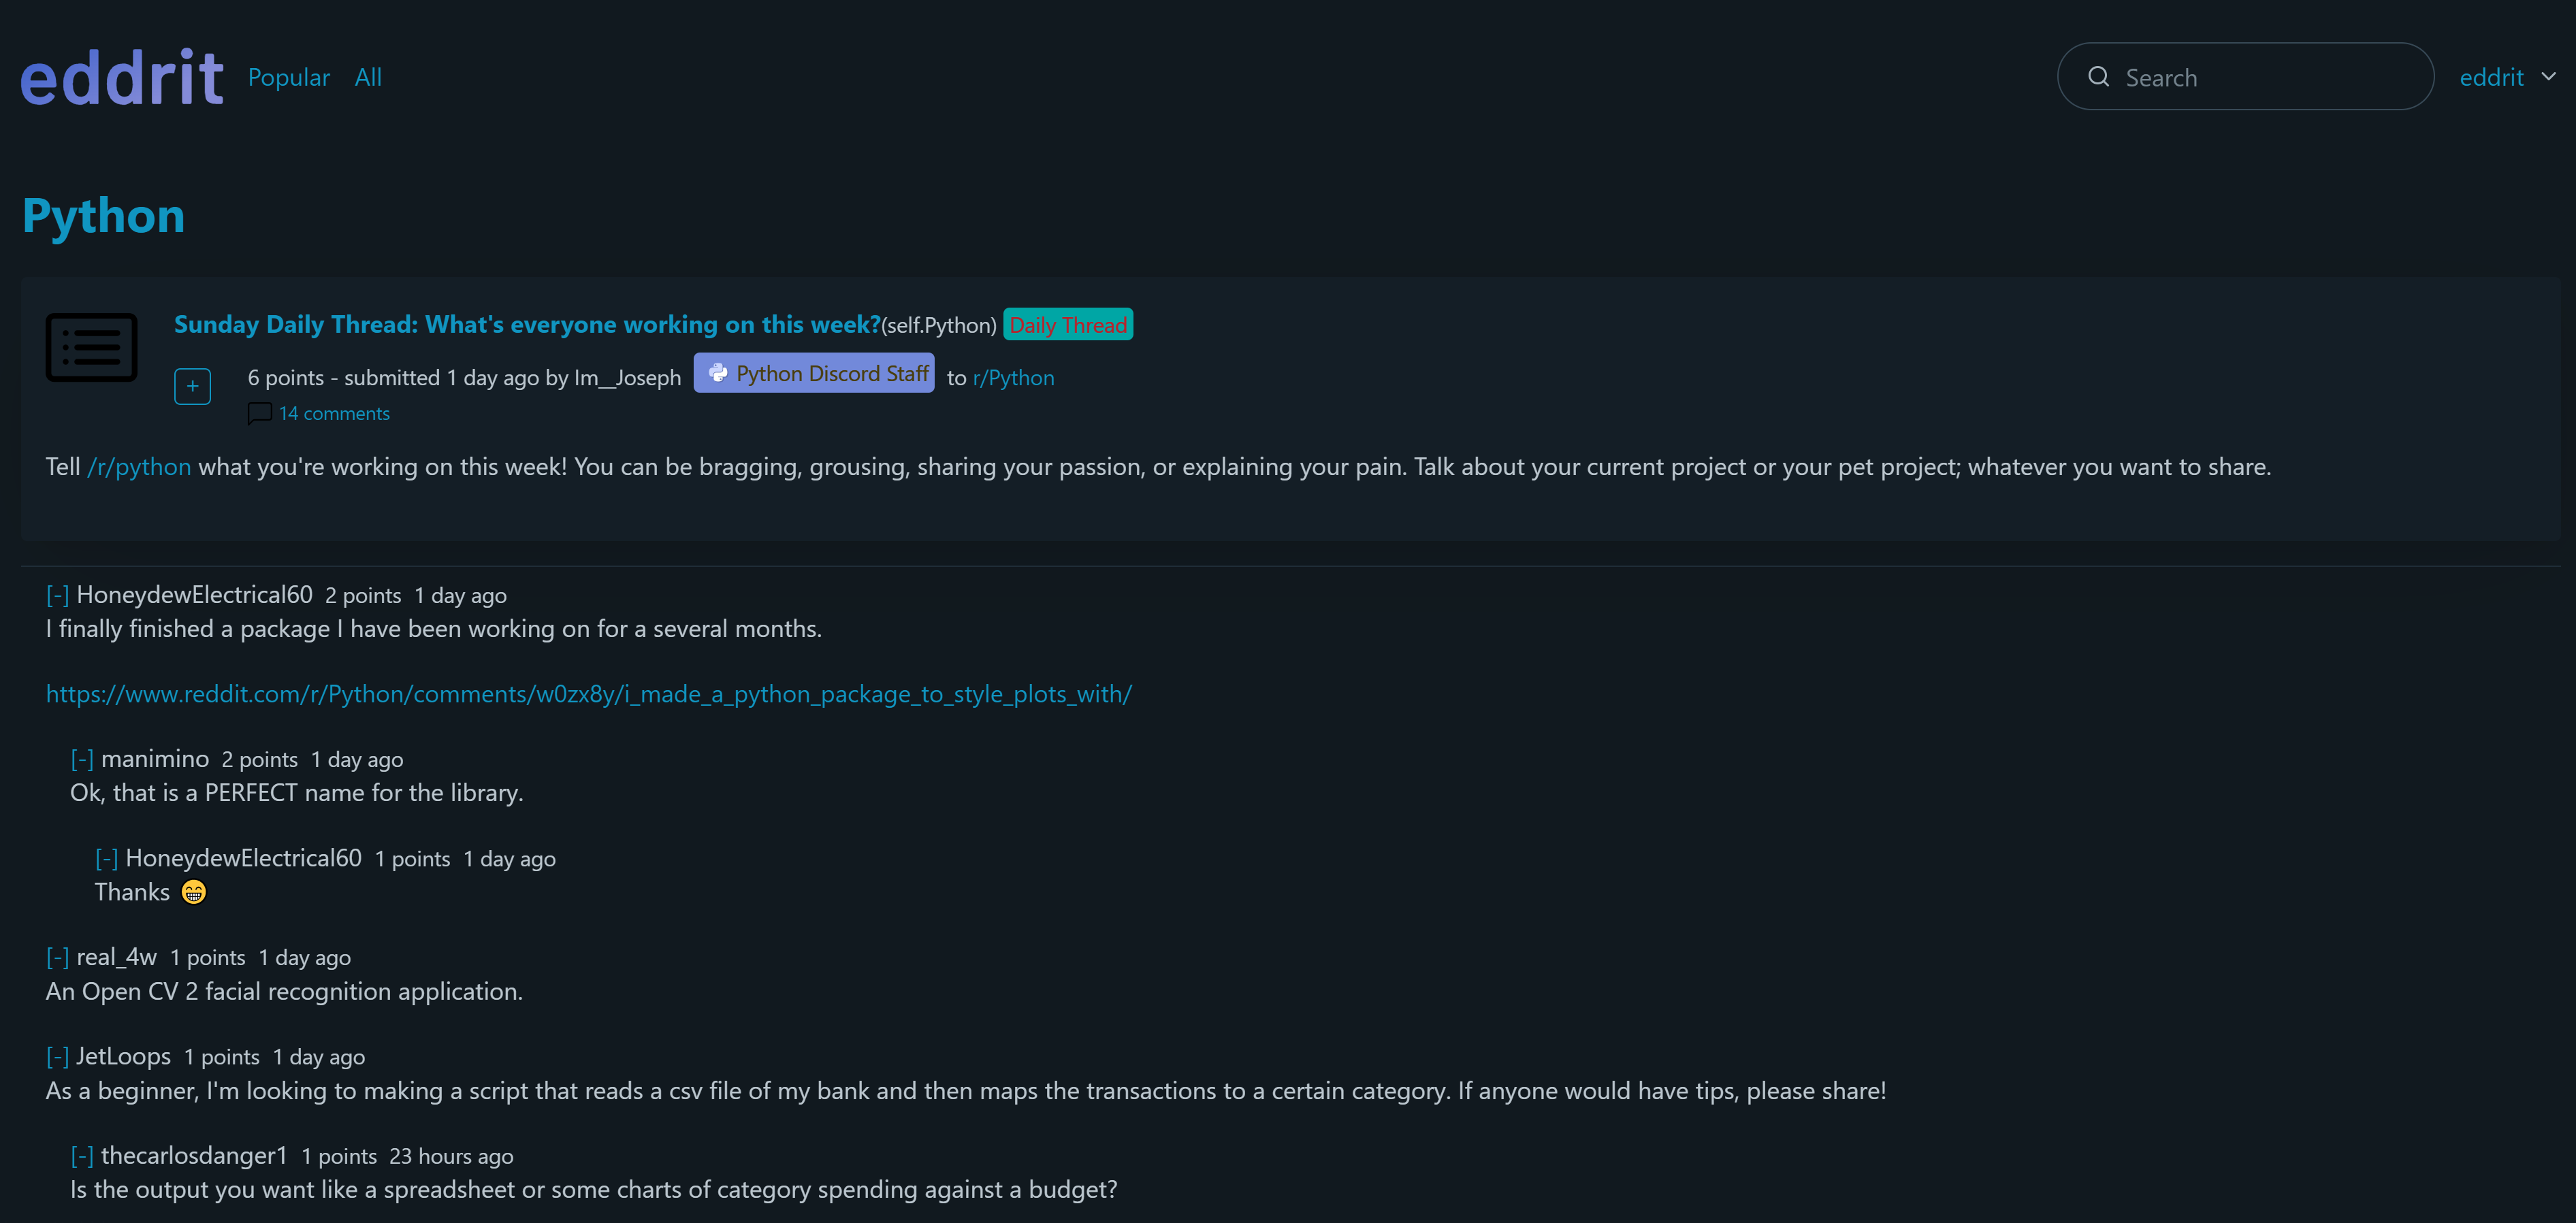 eddrit Popular All Search eddrit
Python
Sunday Daily Thread: What's everyone working on this week?(self.Python) Daily Thread
+ 6 points - submitted 1 day ago by Im__Joseph Python Discord Staff to r/Python
14 comments
Tell /r/python what you're working on this week! You can be bragging, grousing, sharing your passion, or explaining your pain. Talk about your current project or your pet project; whatever you want to share.
[-] HoneydewElectrical60 2 points 1 day ago
I finally finished a package I have been working on for a several months.
https://www.reddit.com/r/Python/comments/w0zx8y/i_made_a_python_package_to_style_plots_with/
[-] manimino 2 points 1 day ago
Ok, that is a PERFECT name for the library.
[-] HoneydewElectrical60 1 points 1 day ago
Thanks 😁
[-] real_4w 1 points 1 day ago
An Open CV 2 facial recognition application.
[-] JetLoops 1 points 1 day ago
As a beginner, I'm looking to making a script that reads a csv file of my bank and then maps the transactions to a certain category. If anyone would have tips, please share!
[-] thecarlosdanger1 1 points 23 hours ago
Is the output you want like a spreadsheet or some charts of category spending against a budget?